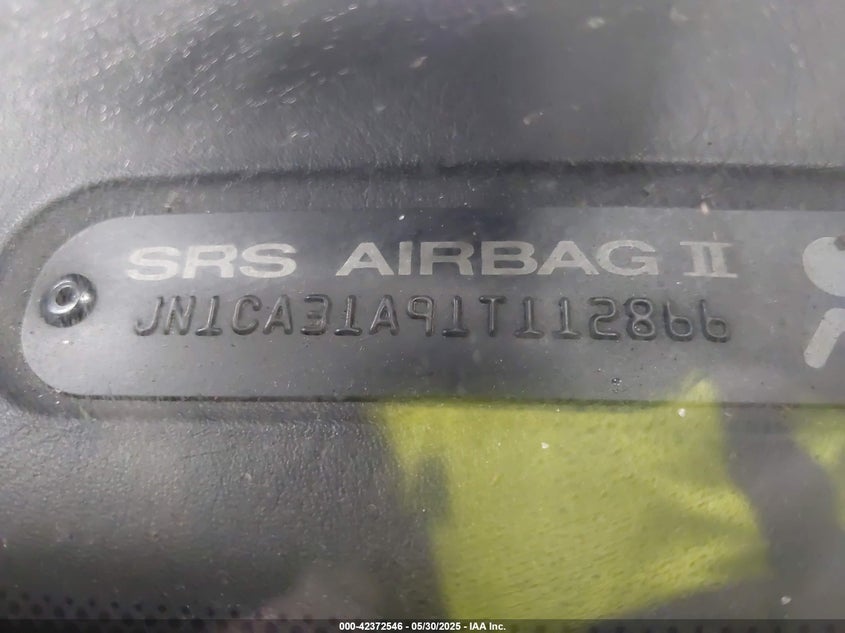 SRS AIRBAG II
JN1CA31A91T112866
000-42372546 - 05/30/2025 - IAA Inc.